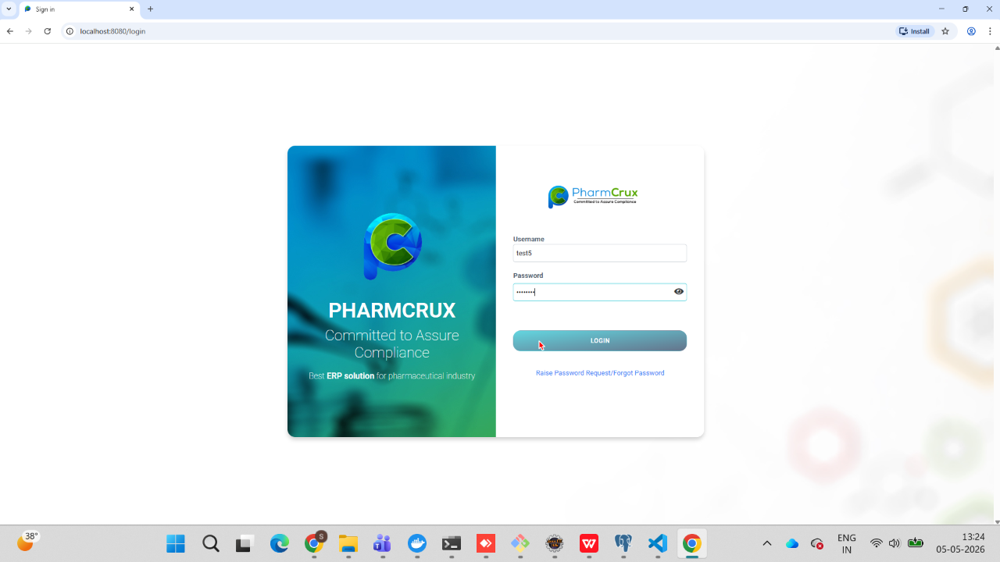 Sign in
localhost:8080/login
Install
PharmCrux
Committed to Assure Compliance
Username
test5
Password
••••••••
LOGIN
Raise Password Request/Forgot Password
PHARMCRUX
Committed to Assure
Compliance
Best ERP solution for pharmaceutical industry
38°
S
ENG
IN
13:24
05-05-2026